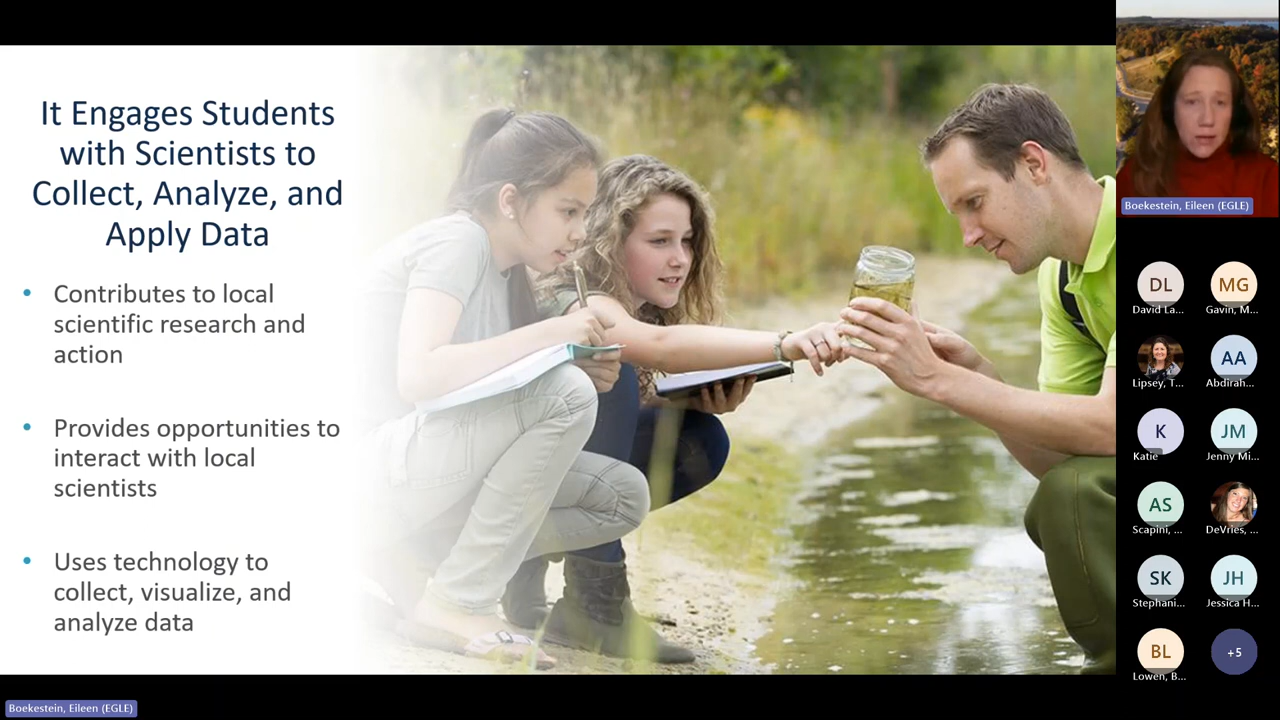 It Engages Students
with Scientists to
Collect, Analyze, and
Apply Data
• Contributes to local
scientific research and
action
• Provides opportunities to
interact with local
scientists
• Uses technology to
collect, visualize, and
analyze data
Boekestein, Eileen (EGLE)
DL
MG
David La...
Gavin, M...
Lipsey, T...
AA
Abdirah...
K
JM
Katie
Jenny Mi...
AS
Scapini, ...
DeVries, ...
SK
JH
Stephani...
Jessica H...
BL
+5
Lowen, B...
Boekestein, Eileen (EGLE)